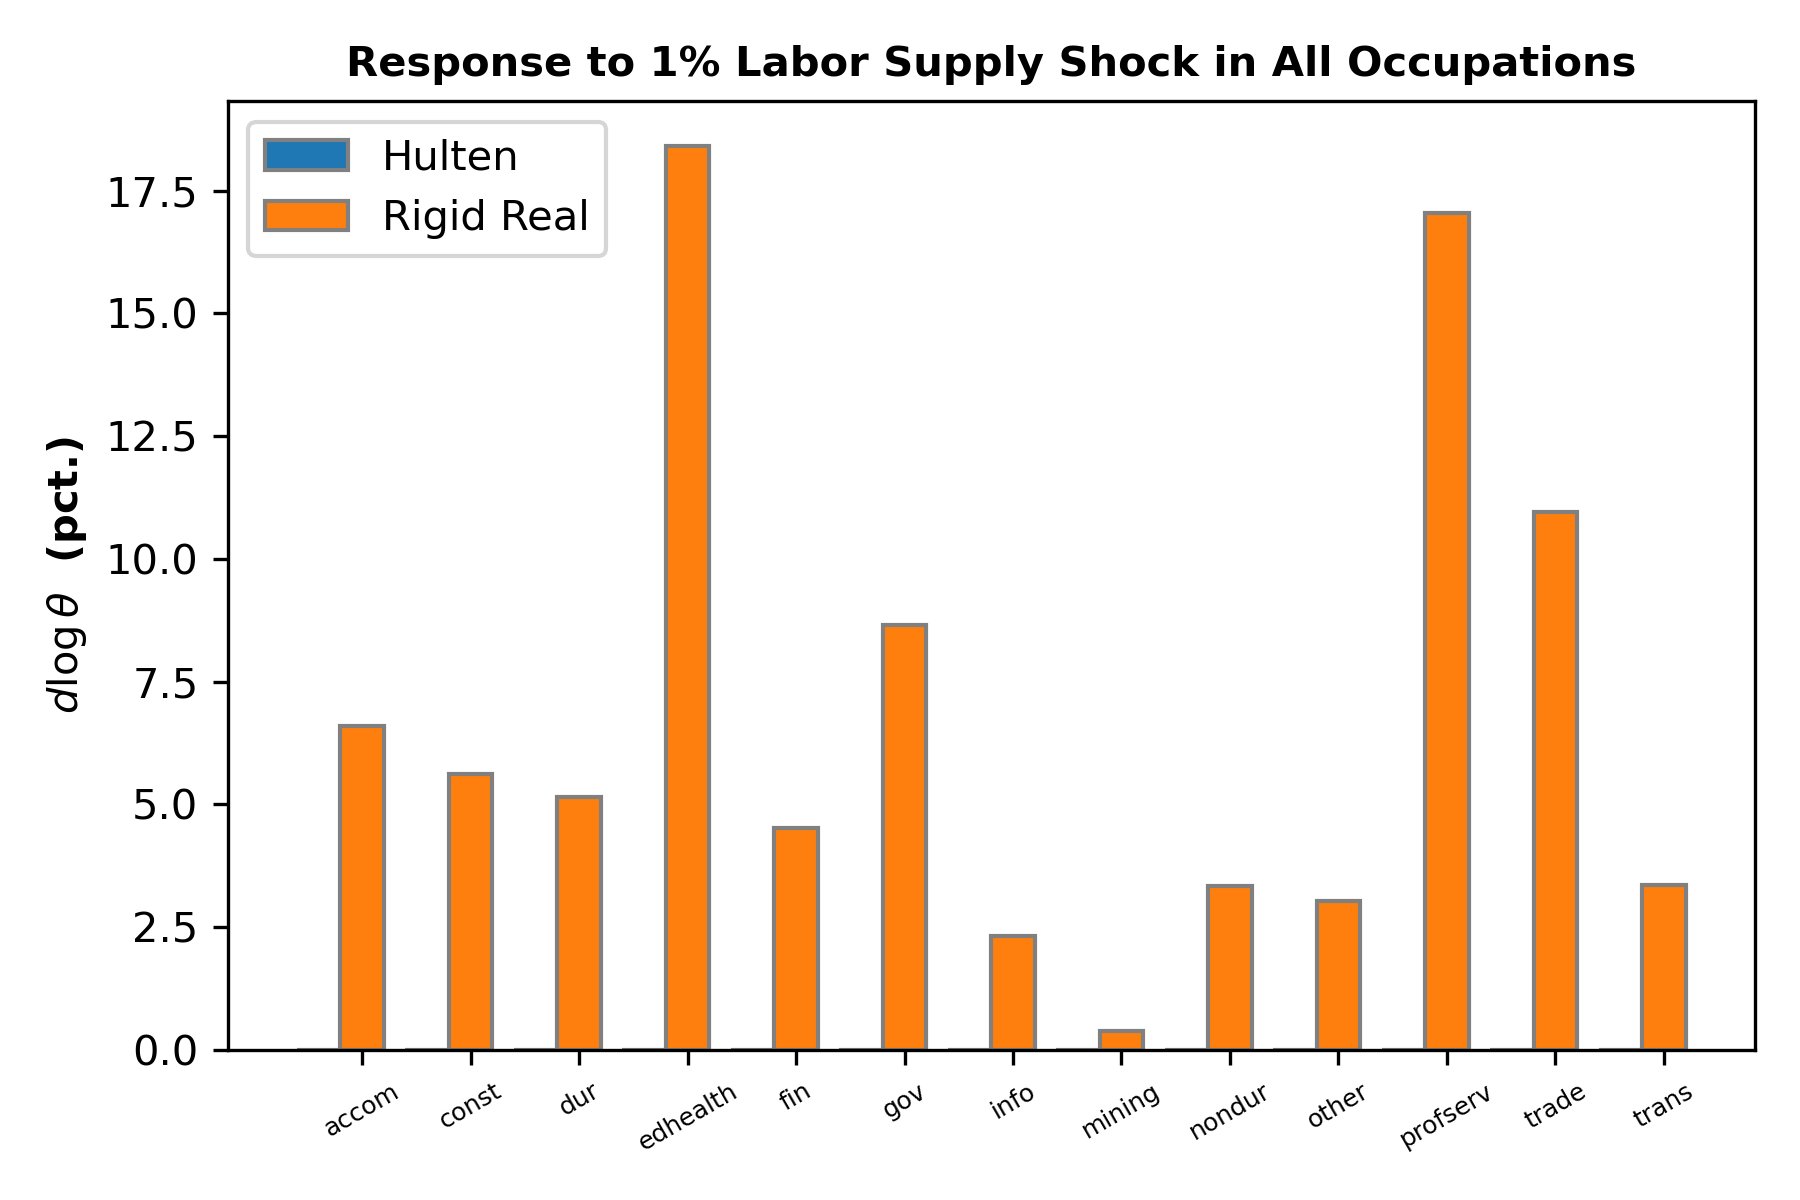 Response to 1% Labor Supply Shock in All Occupations
Hulten
Rigid Real
17.5
15.0
12.5
10.0
7.5
5.0
2.5
0.0
d log θ (pct.)
accom
const
dur
edhealth
fin
gov
info
mining
nondur
other
profserv
trade
trans